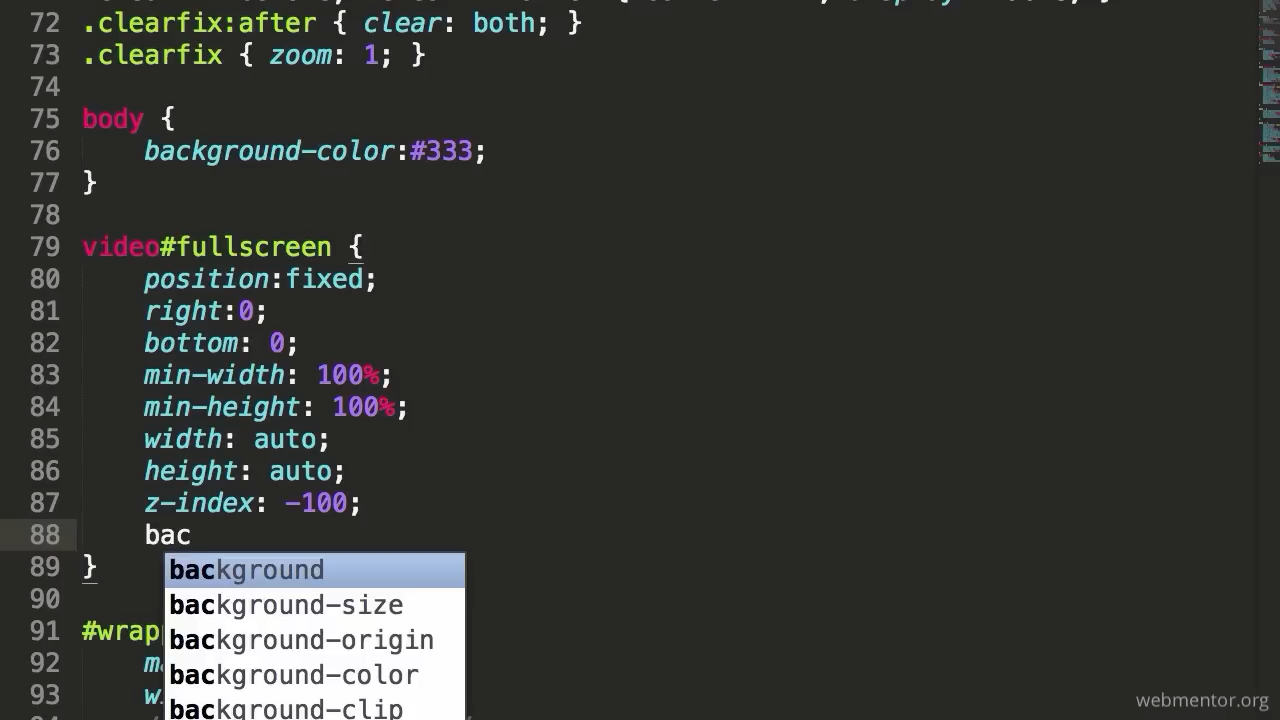 72 .clearfix:after { clear: both; }
73 .clearfix { zoom: 1; }
74
75 body {
76 background-color:#333;
77 }
78
79 video#fullscreen {
80 position:fixed;
81 right:0;
82 bottom: 0;
83 min-width: 100%;
84 min-height: 100%;
85 width: auto;
86 height: auto;
87 z-index: -100;
88 bac
89 }
background
90
background-size
91 #wrap
background-origin
92 m
background-color
93 w
background-clip
webmentor.org